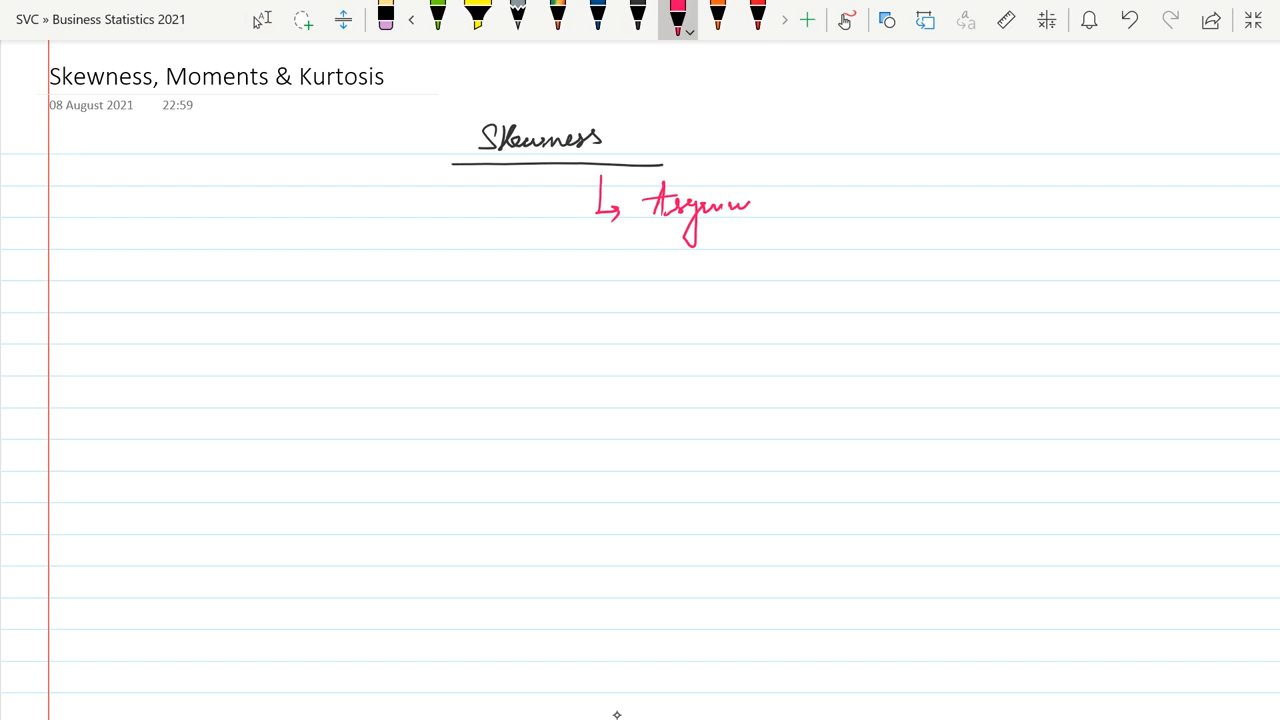 SVC » Business Statistics 2021
Skewness, Moments & Kurtosis
08 August 2021 22:59
Skewness